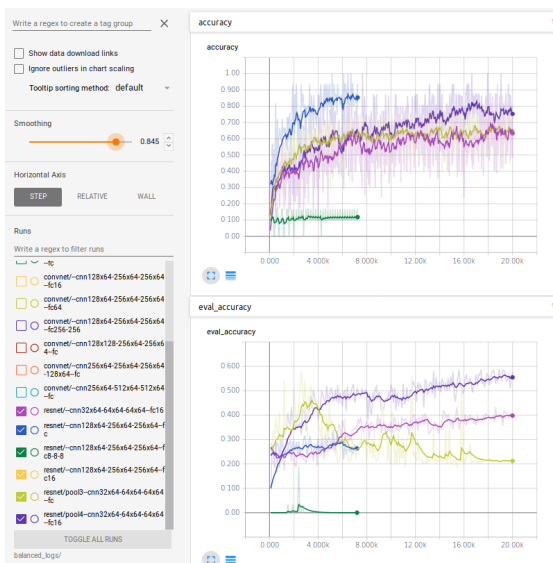 Write a regex to create a tag group
Show data download links
Ignore outliers in chart scaling
Tooltip sorting method: default
Smoothing
0.845
Horizontal Axis
STEP RELATIVE WALL
Runs
Write a regex to filter runs
--fc
convnet/--cnn128x64-256x64-256x64
--fc16
convnet/--cnn128x64-256x64-256x64
--fc64
convnet/--cnn128x64-256x64-256x64
--fc256-256
convnet/--cnn128x128-256x64-256x6
4--fc
convnet/--cnn256x64-256x64-256x64
-128x64--fc
convnet/--cnn256x64-512x64-512x64
--fc
resnet/--cnn32x64-64x64-64x64--fc16
resnet/--cnn128x64-256x64-256x64--f
c
resnet/--cnn128x64-256x64-256x64--f
c8-8-8
resnet/--cnn128x64-256x64-256x64--f
c16
resnet/pool3--cnn32x64-64x64-64x64
--fc
resnet/pool4--cnn32x64-64x64-64x64
--fc16
TOGGLE ALL RUNS
balanced_logs/
accuracy
accuracy
1.00
0.900
0.800
0.700
0.600
0.500
0.400
0.300
0.200
0.100
0.00
0.000 4.000k 8.000k 12.00k 16.00k 20.00k
eval_accuracy
eval_accuracy
0.600
0.500
0.400
0.300
0.200
0.100
0.00
0.000 4.000k 8.000k 12.00k 16.00k 20.00k